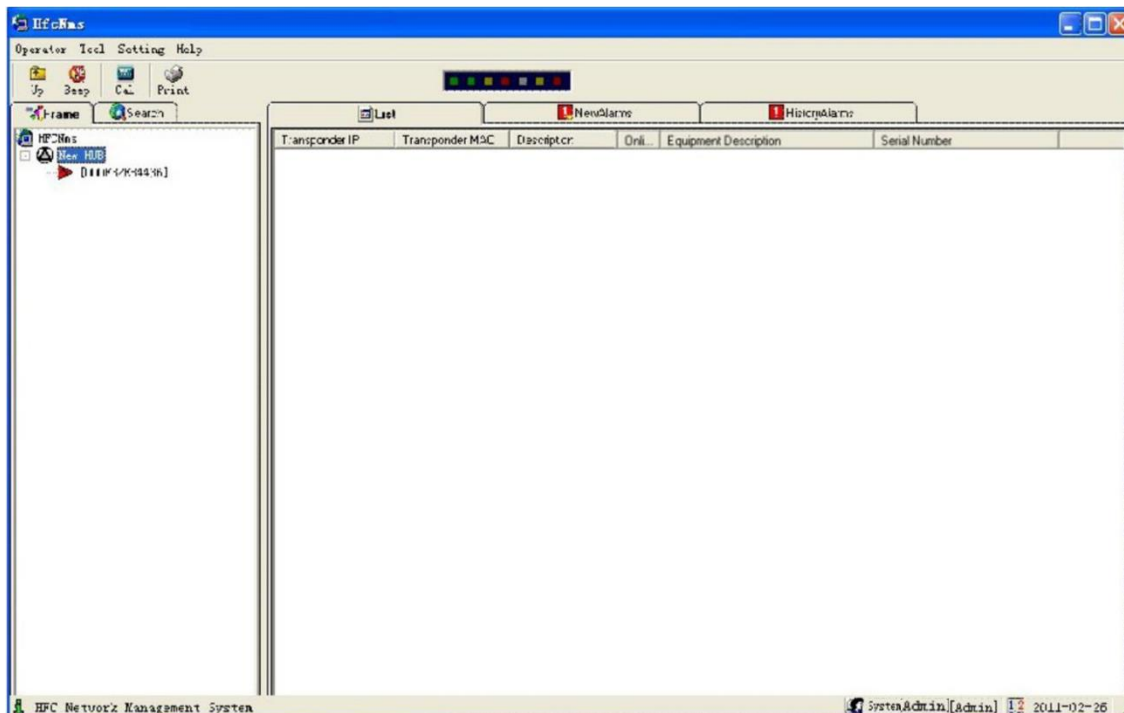 HfcNms
Operator Tool Setting Help
Up Beep Cal Print
Frame Search List NewAlarms HistoryAlarms
HFCNms
New HUB
Transponder IP Transponder MAC Description Onli... Equipment Description Serial Number
HFC Network Management System
SystemAdmin[Admin] 12 2011-02-26